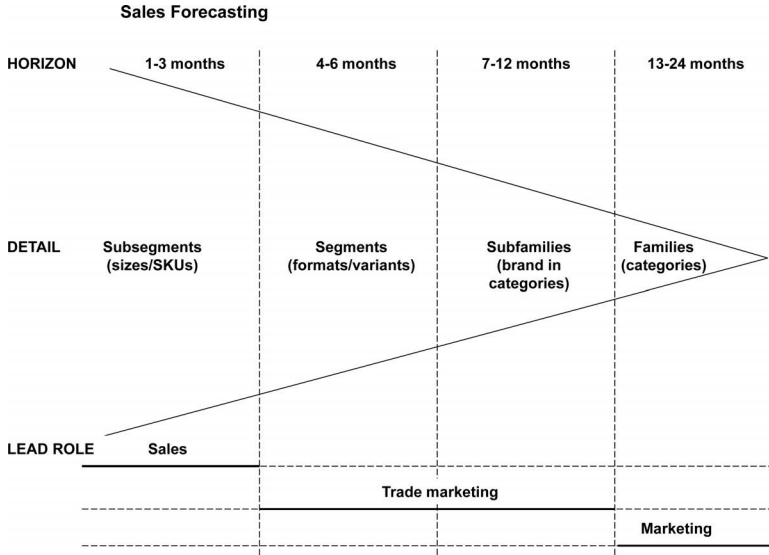 Sales Forecasting
HORIZON 1-3 months 4-6 months 7-12 months 13-24 months
DETAIL Subsegments Segments Subfamilies Families
(sizes/SKUs) (formats/variants) (brand in (categories)
categories)
LEAD ROLE Sales
Trade marketing
Marketing